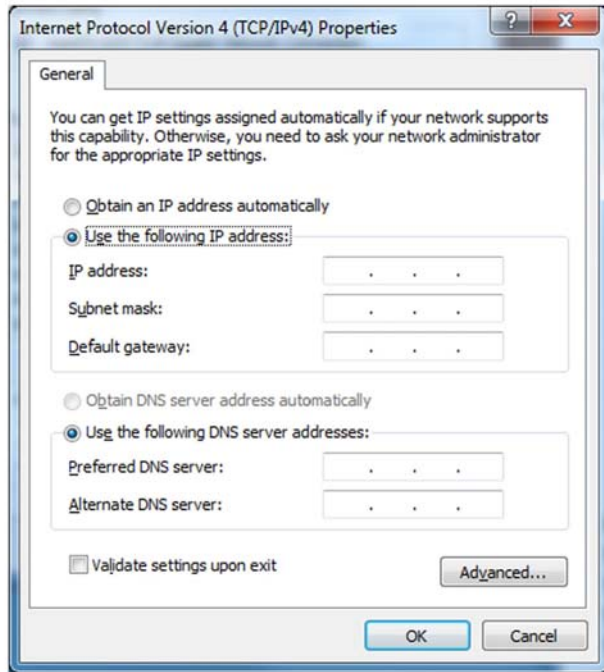 Internet Protocol Version 4 (TCP/IPv4) Properties
?
General
You can get IP settings assigned automatically if your network supports
this capability. Otherwise, you need to ask your network administrator
for the appropriate IP settings.
Obtain an IP address automatically
Use the following IP address:
IP address:
. . .
Subnet mask:
. . .
Default gateway:
. . .
Obtain DNS server address automatically
Use the following DNS server addresses:
Preferred DNS server:
. . .
Alternate DNS server:
. . .
Validate settings upon exit
Advanced...
OK
Cancel